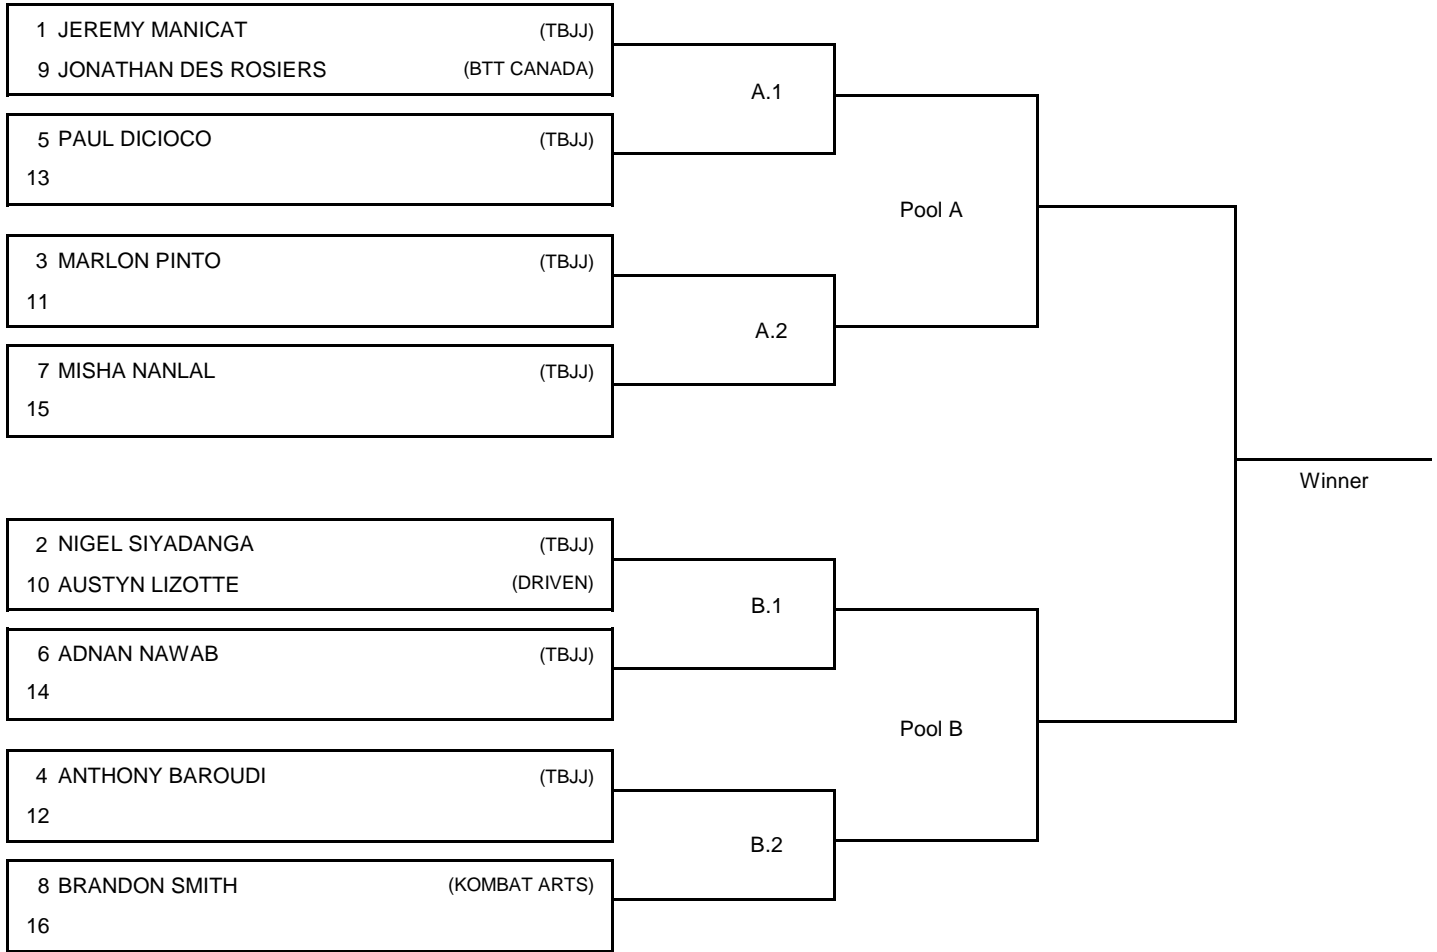 1 JEREMY MANICAT (TBJJ)
9 JONATHAN DES ROSIERS (BTT CANADA)
A.1
5 PAUL DICIOCO (TBJJ)
13
Pool A
3 MARLON PINTO (TBJJ)
11
A.2
7 MISHA NANLAL (TBJJ)
15
Winner
2 NIGEL SIYADANGA (TBJJ)
10 AUSTYN LIZOTTE (DRIVEN)
B.1
6 ADNAN NAWAB (TBJJ)
14
Pool B
4 ANTHONY BAROUDI (TBJJ)
12
B.2
8 BRANDON SMITH (KOMBAT ARTS)
16